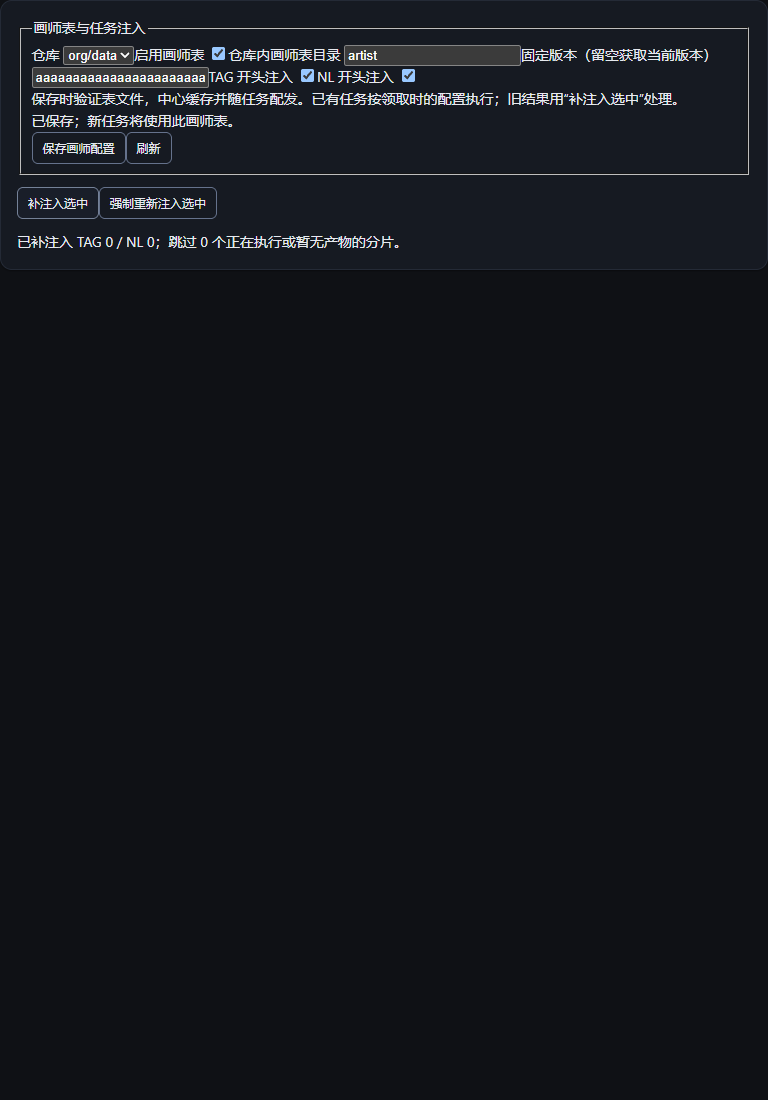 画师表与任务注入
仓库 org/data 启用画师表 仓库内画师表目录 artist 固定版本（留空获取当前版本）
aaaaaaaaaaaaaaaaaaaaaaa TAG 开头注入 NL 开头注入
保存时验证表文件，中心缓存并随任务配发。已有任务按领取时的配置执行；旧结果用“补注入选中”处理。
已保存；新任务将使用此画师表。
保存画师配置 刷新
补注入选中 强制重新注入选中
已补注入 TAG 0 / NL 0；跳过 0 个正在执行或暂无产物的分片。